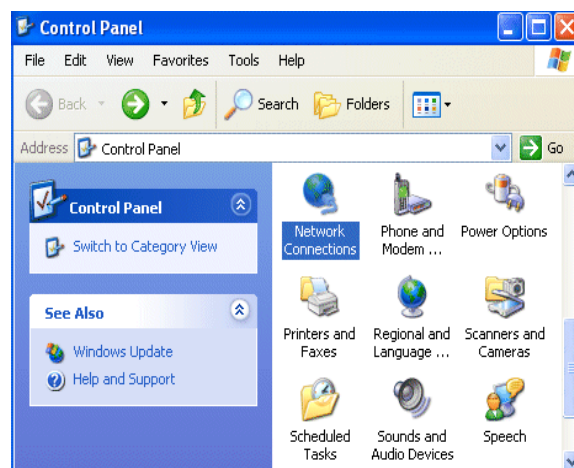 Control Panel
File Edit View Favorites Tools Help
Back Search Folders
Address Control Panel Go
Control Panel
Switch to Category View
See Also
Windows Update
Help and Support
Network Connections
Phone and Modem ...
Power Options
Printers and Faxes
Regional and Language ...
Scanners and Cameras
Scheduled Tasks
Sounds and Audio Devices
Speech